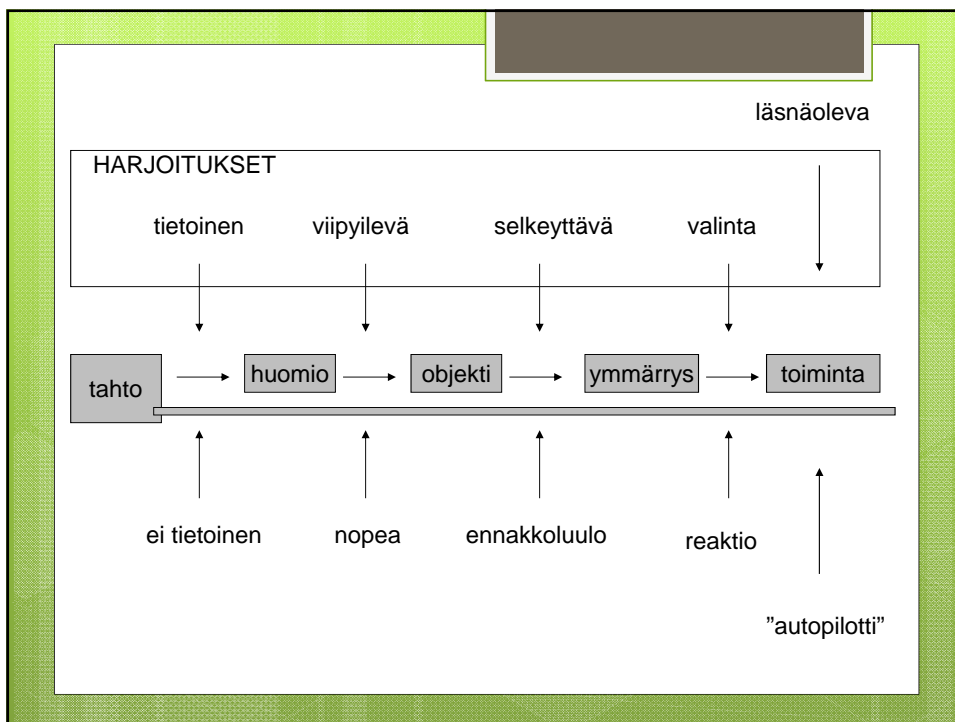 läsnäoleva
HARJOITUKSET
tietoinen viipyilevä selkeyttävä valinta
tahto huomio objekti ymmärrys toiminta
ei tietoinen nopea ennakkoluulo reaktio
”autopilotti”